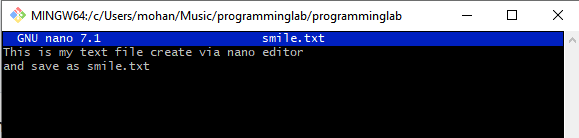 MINGW64:/c/Users/mohan/Music/programminglab/programminglab
GNU nano 7.1 smile.txt
This is my text file create via nano editor
and save as smile.txt